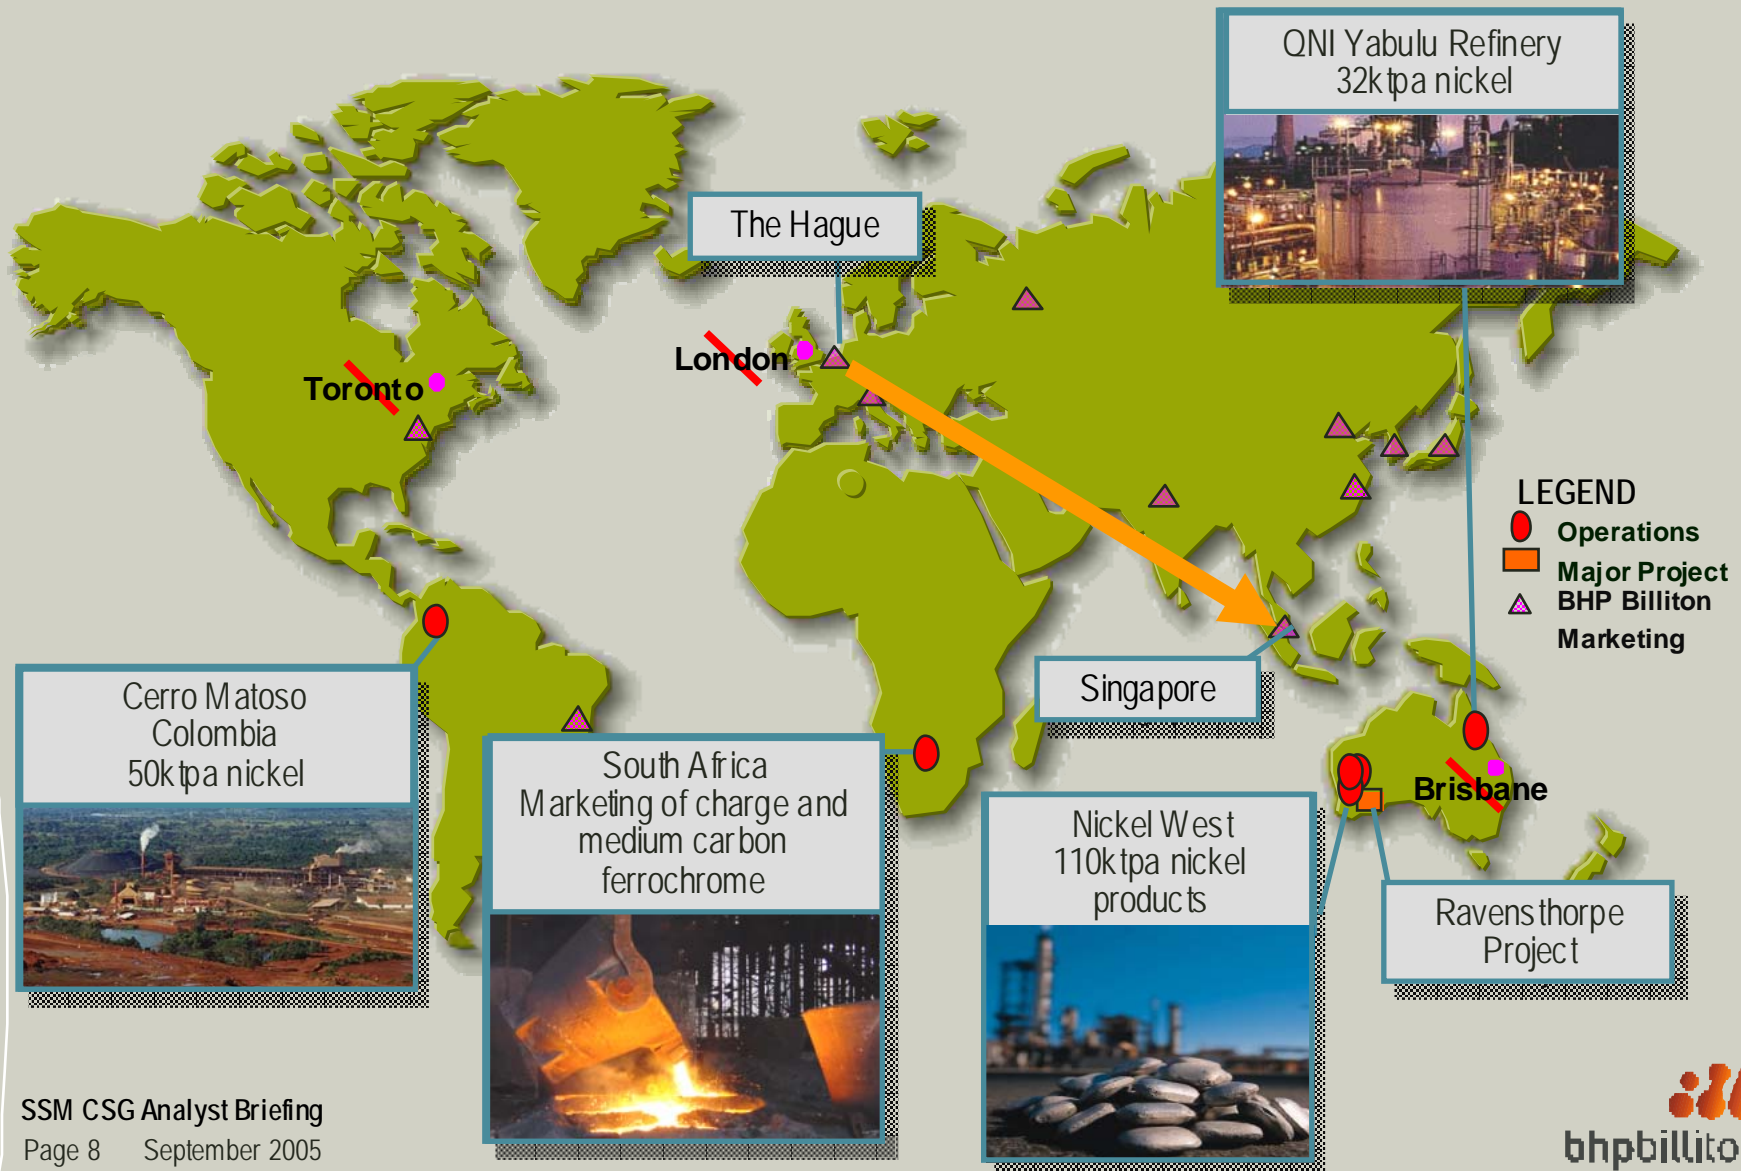 QNI Yabulu Refinery
32ktpa nickel
The Hague
London
Toronto
LEGEND
Operations
Major Project
BHP Billiton
Marketing
Singapore
Cerro Matoso
Colombia
50ktpa nickel
South Africa
Marketing of charge and
medium carbon
ferrochrome
Brisbane
Nickel West
110ktpa nickel
products
Ravensthorpe
Project
SSM CSG Analyst Briefing
Page 8 September 2005
bhpbillito